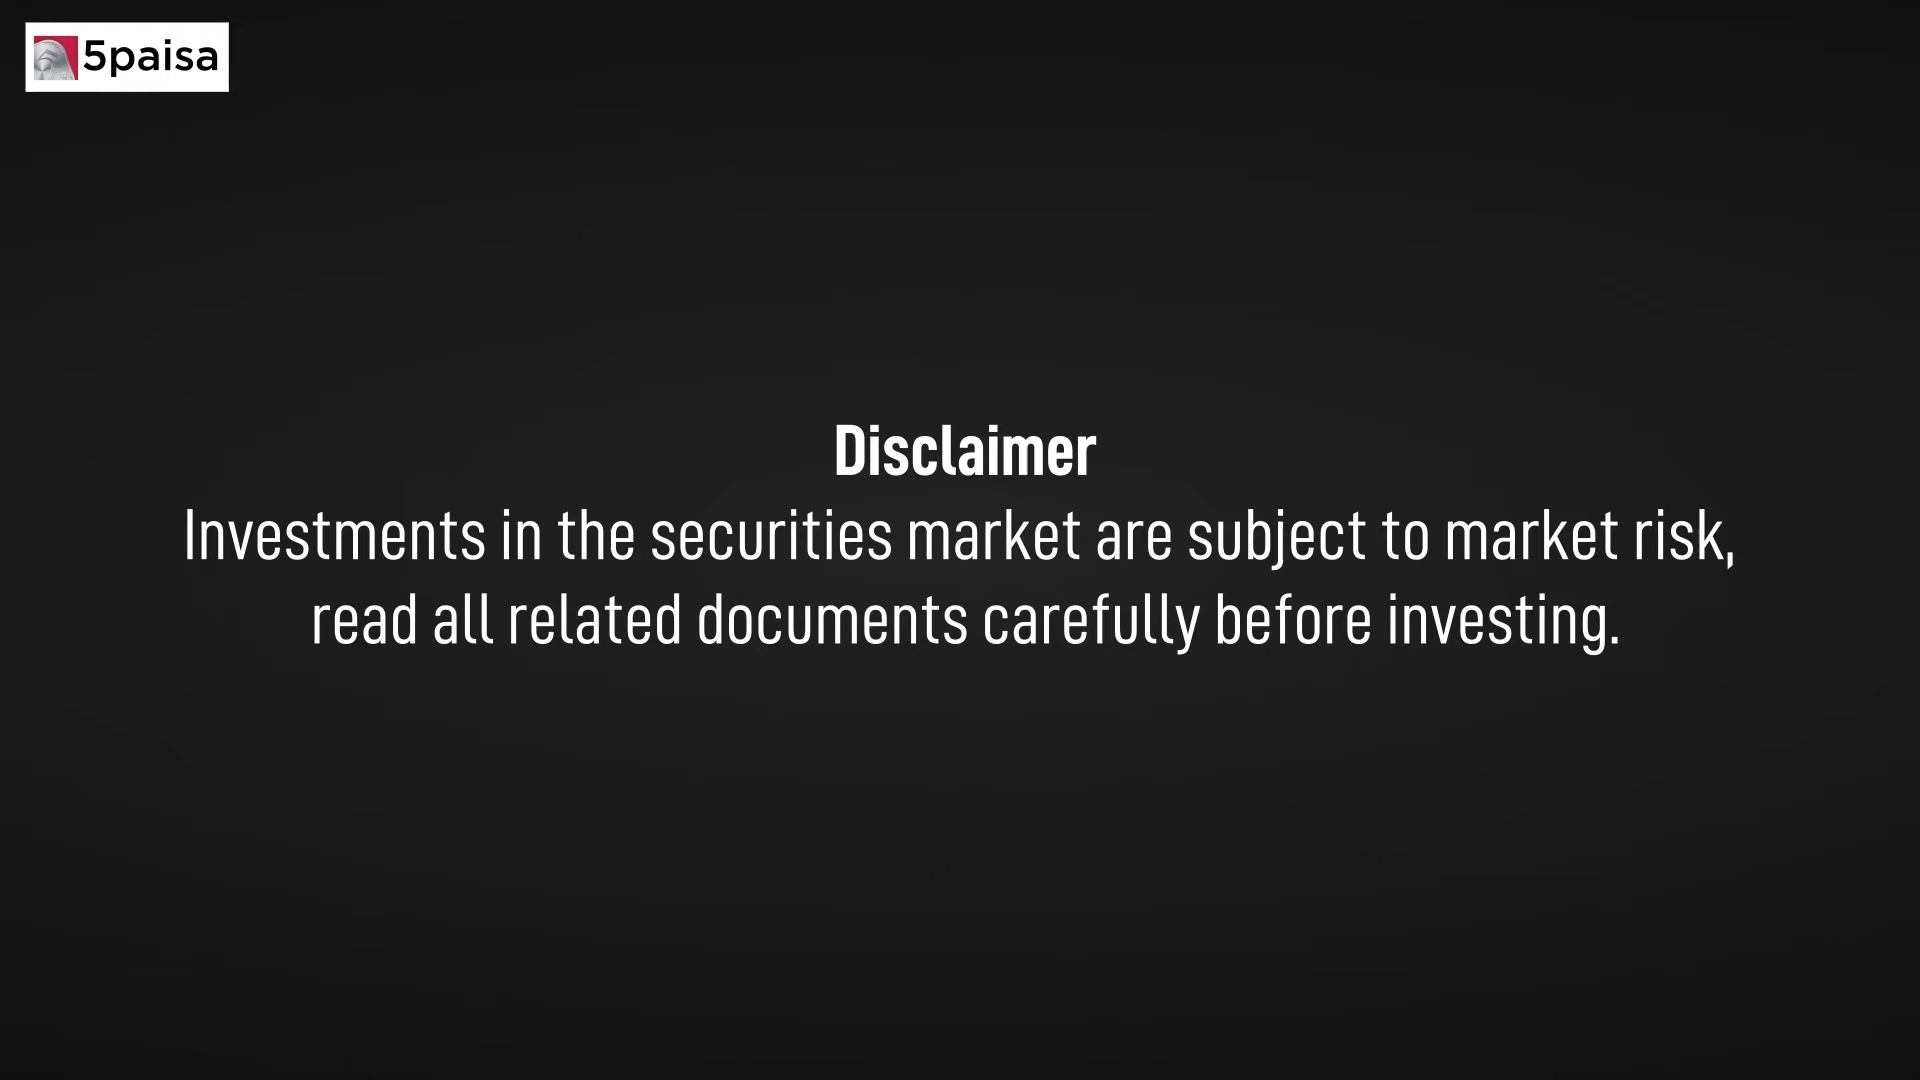 5paisa
Disclaimer
Investments in the securities market are subject to market risk,
read all related documents carefully before investing.